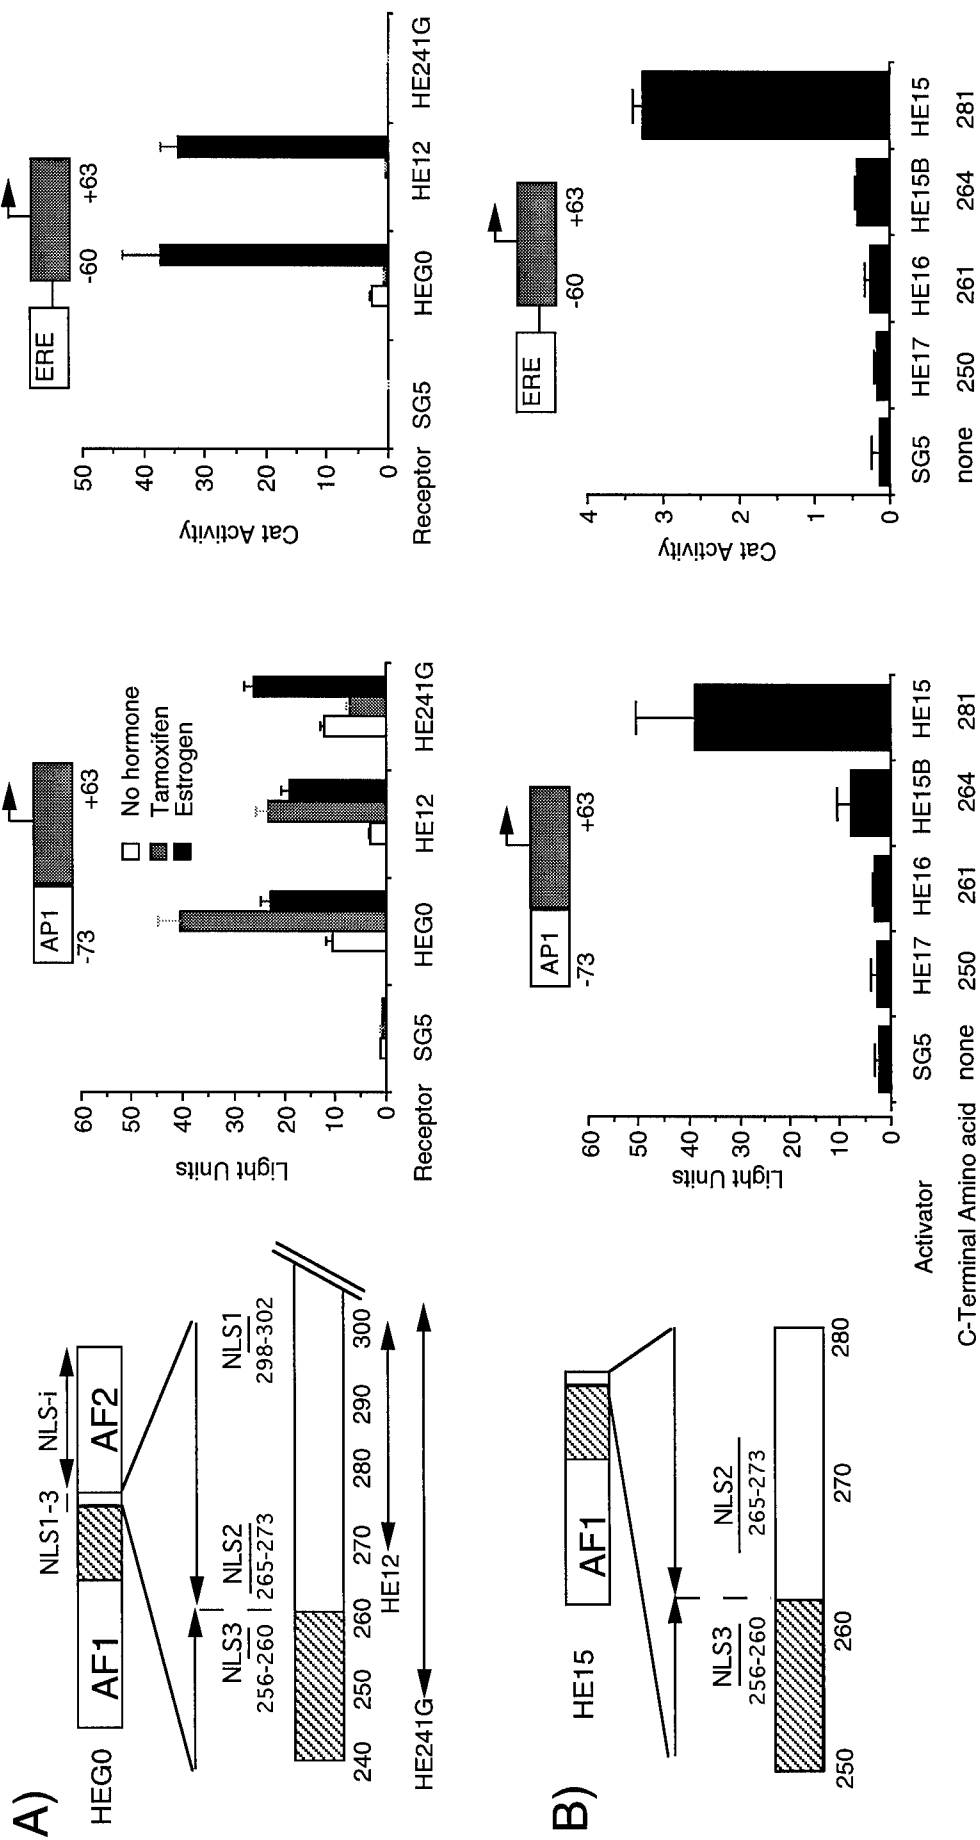 A)
HEG0
AF1
AF2
NLS1-3
NLS-i
NLS3
256-260
NLS2
265-273
NLS1
298-302
240 250 260 270 280 290 300
HE12
HE241G
AP1
-73 +63
No hormone
Tamoxifen
Estrogen
Light Units
60
50
40
30
20
10
0
Receptor SG5 HEG0 HE12 HE241G
ERE
-60 +63
Cat Activity
50
40
30
20
10
0
Receptor SG5 HEG0 HE12 HE241G
B)
HE15
AF1
NLS3
256-260
NLS2
265-273
250 260 270 280
AP1
-73 +63
Light Units
60
50
40
30
20
10
0
Activator SG5 HE17 HE16 HE15B HE15
C-Terminal Amino acid none 250 261 264 281
ERE
-60 +63
Cat Activity
4
3
2
1
0
SG5 HE17 HE16 HE15B HE15
none 250 261 264 281